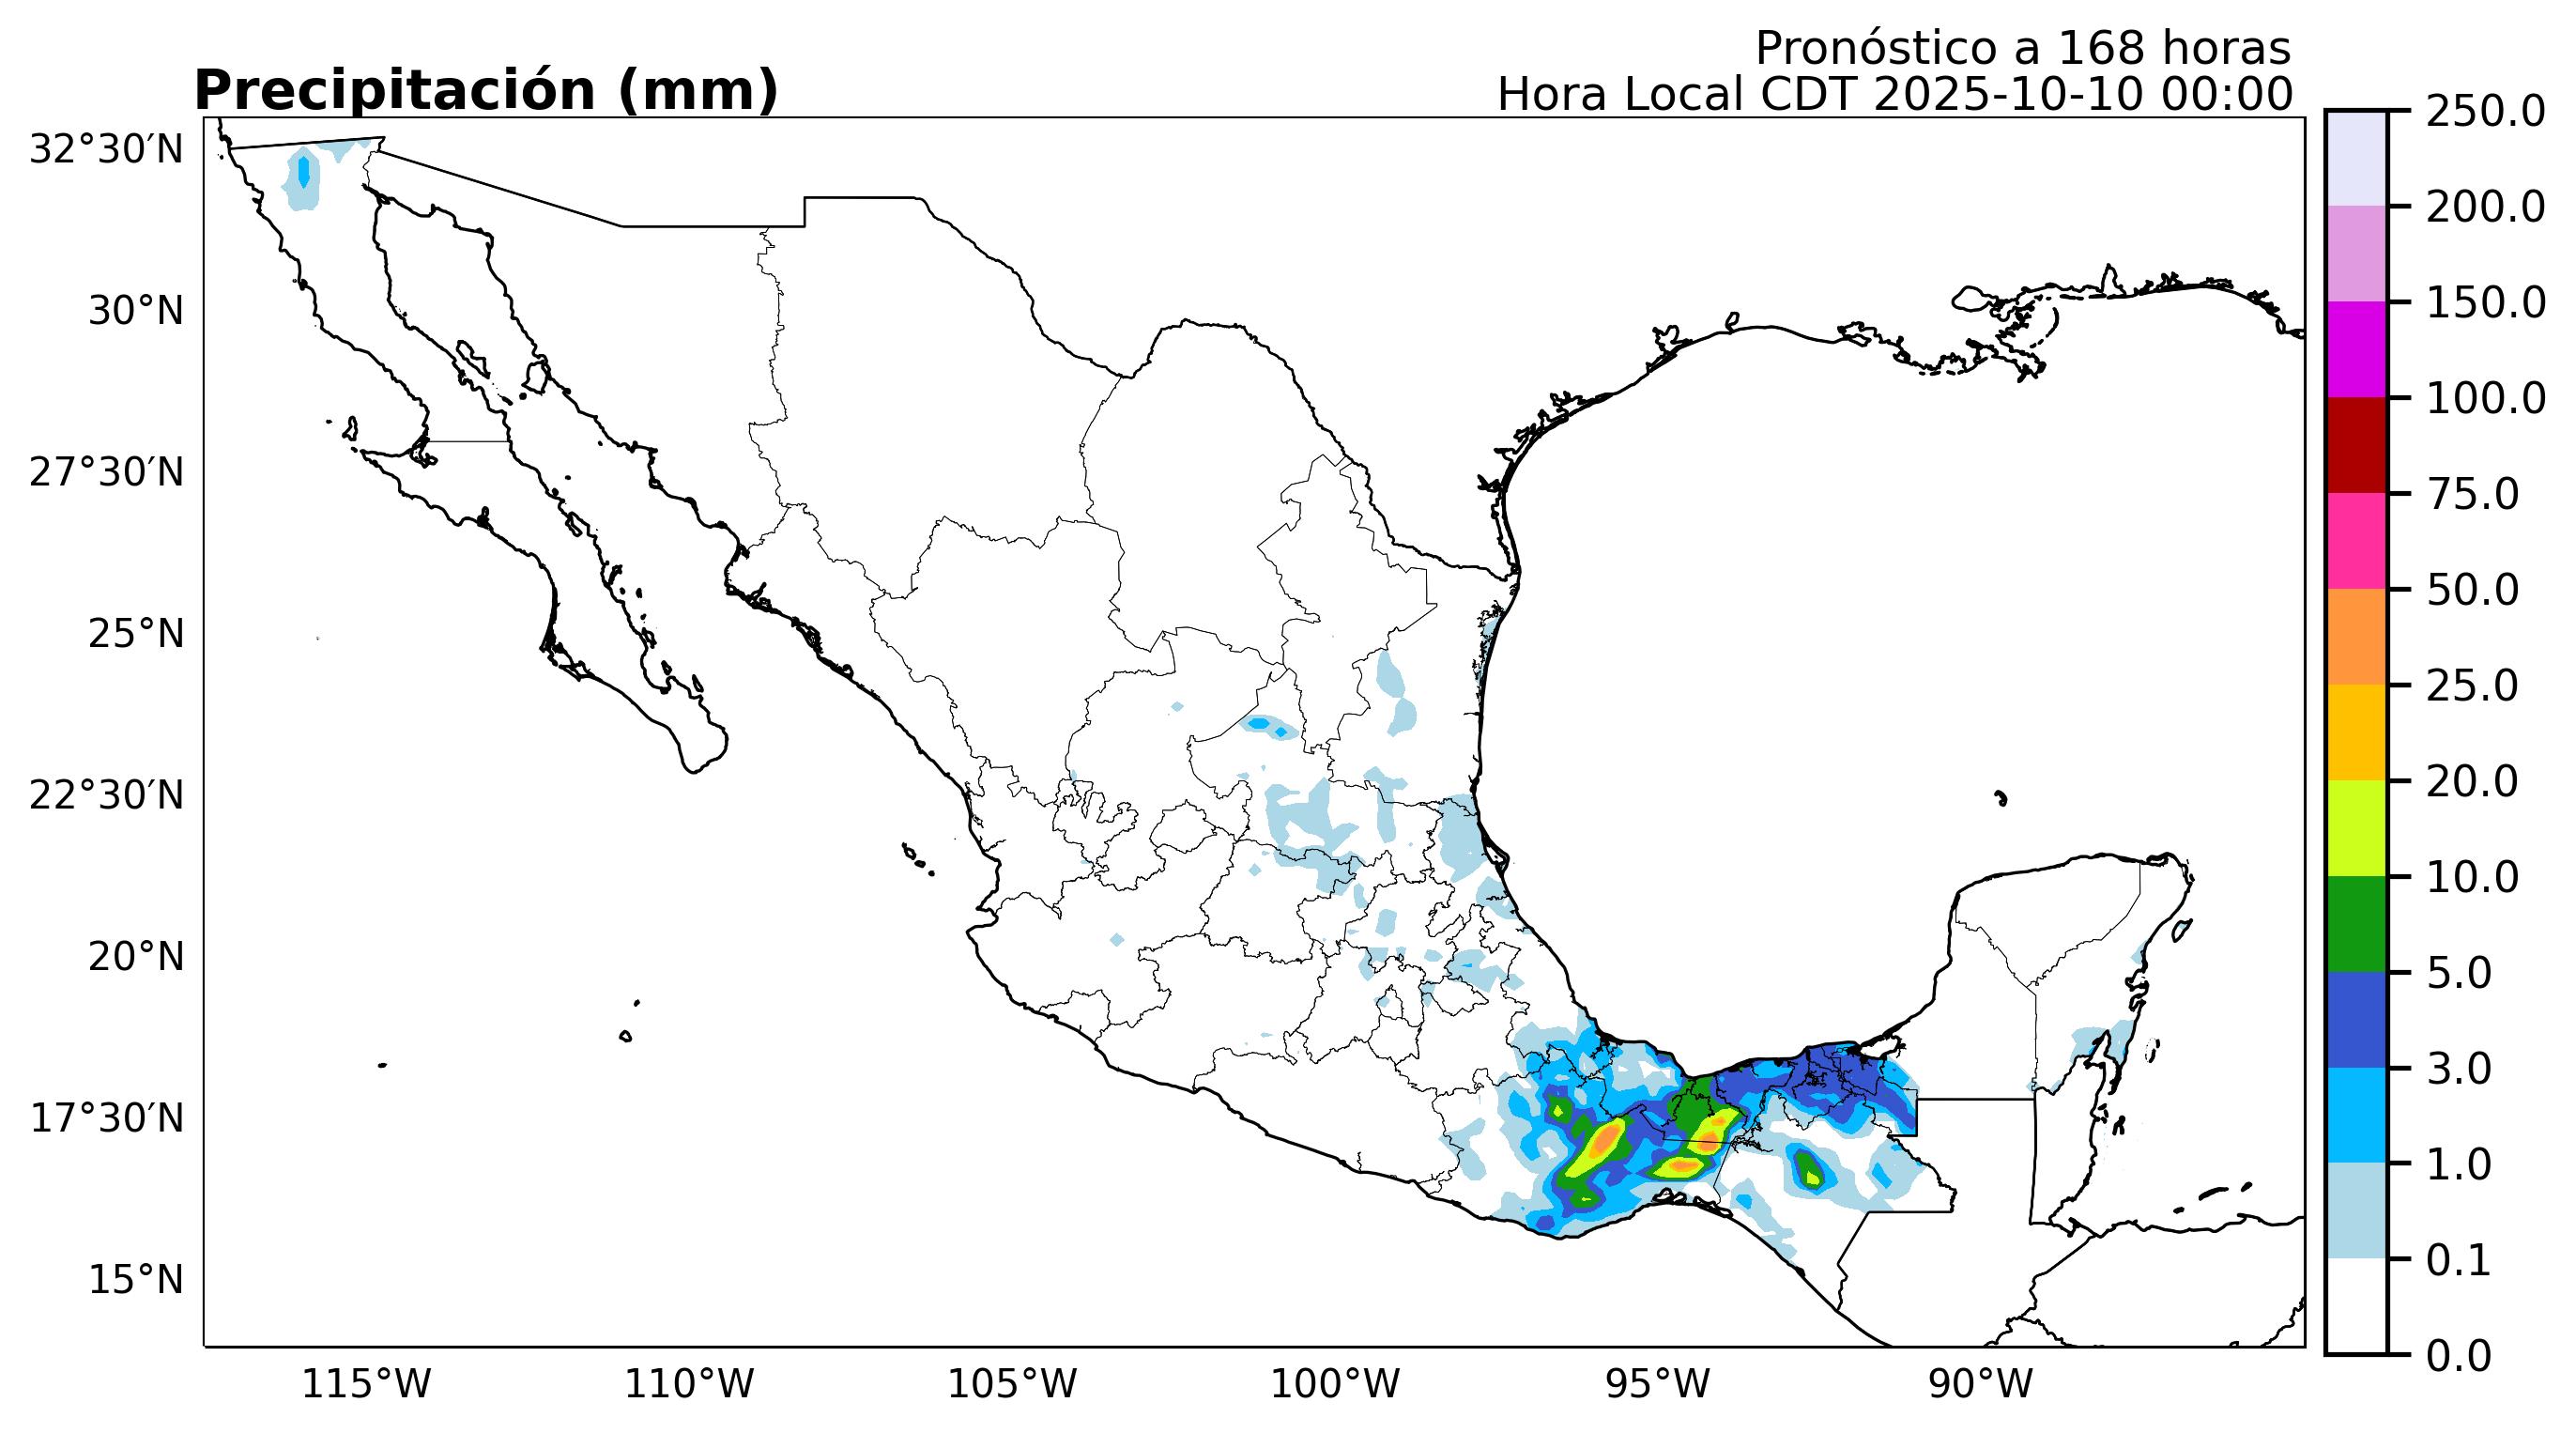 Pronóstico a 168 horas
Precipitación (mm)
Hora Local CDT 2025-10-10 00:00
32°30′N
30°N
27°30′N
25°N
22°30′N
20°N
17°30′N
15°N
115°W
110°W
105°W
100°W
95°W
90°W
250.0
200.0
150.0
100.0
75.0
50.0
25.0
20.0
10.0
5.0
3.0
1.0
0.1
0.0